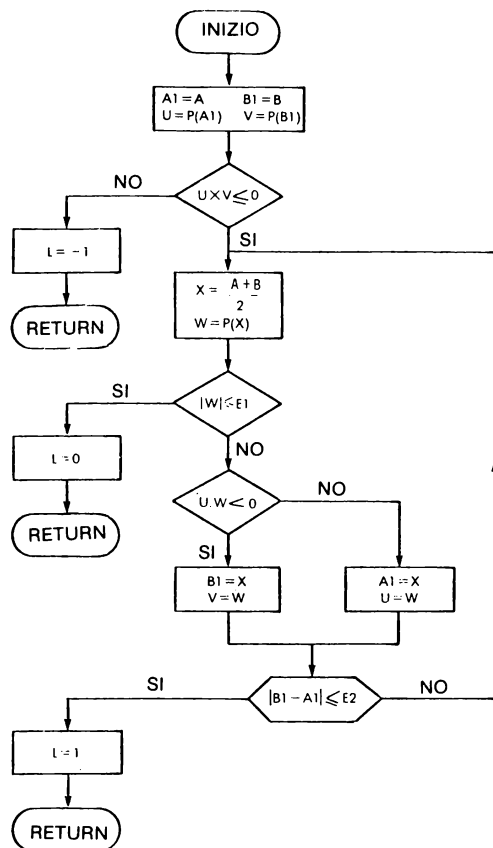 INIZIO
A1=A B1=B
U=P(A1) V=P(B1)
U×V≤0
NO
SI
L=-1
RETURN
X = A+B
2
W=P(X)
|W|≤E1
SI
NO
L=0
RETURN
U.W<0
NO
SI
B1=X
V=W
A1=X
U=W
|B1-A1|≤E2
SI
NO
L=1
RETURN